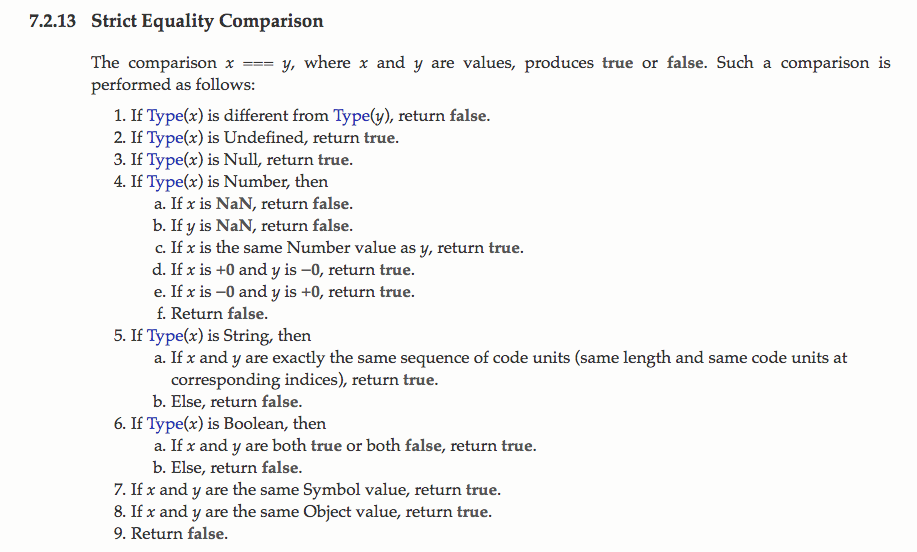 7.2.13 Strict Equality Comparison
The comparison x === y, where x and y are values, produces true or false. Such a comparison is
performed as follows:
1. If Type(x) is different from Type(y), return false.
2. If Type(x) is Undefined, return true.
3. If Type(x) is Null, return true.
4. If Type(x) is Number, then
a. If x is NaN, return false.
b. If y is NaN, return false.
c. If x is the same Number value as y, return true.
d. If x is +0 and y is −0, return true.
e. If x is −0 and y is +0, return true.
f. Return false.
5. If Type(x) is String, then
a. If x and y are exactly the same sequence of code units (same length and same code units at
corresponding indices), return true.
b. Else, return false.
6. If Type(x) is Boolean, then
a. If x and y are both true or both false, return true.
b. Else, return false.
7. If x and y are the same Symbol value, return true.
8. If x and y are the same Object value, return true.
9. Return false.